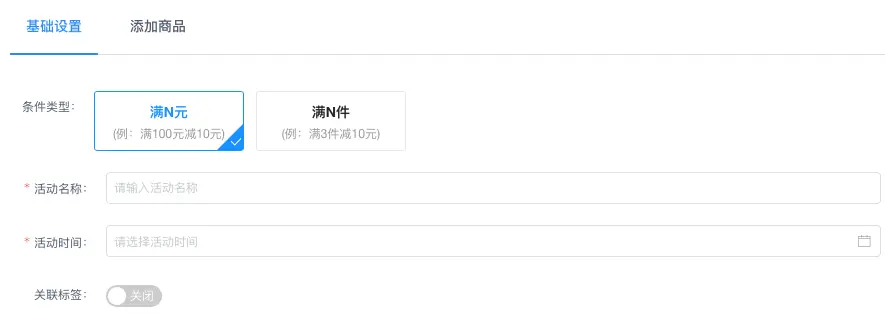 基础设置 添加商品
条件类型： 满N元 满N件
(例：满100元减10元) (例：满3件减10元)
* 活动名称： 请输入活动名称
* 活动时间： 请选择活动时间
关联标签： 关闭